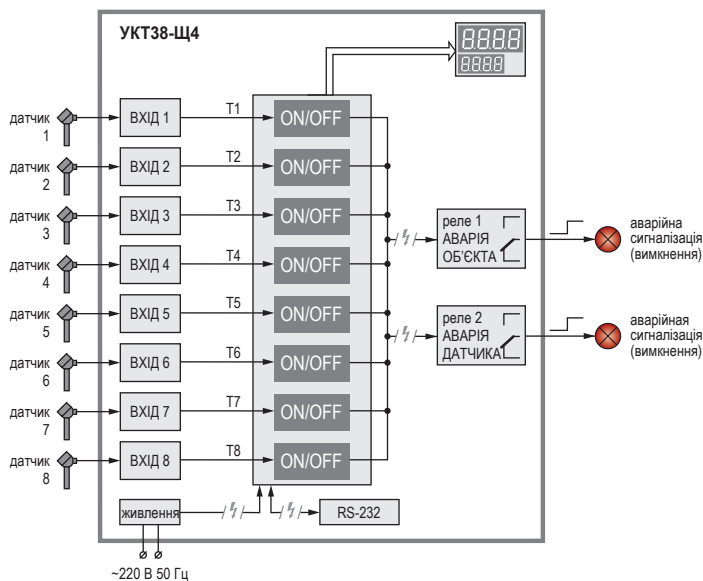 УКТ38-Щ4
8.8.8.8
8888
датчик
1
ВХІД 1
T1
ON/OFF
датчик
2
ВХІД 2
T2
ON/OFF
датчик
3
ВХІД 3
T3
ON/OFF
датчик
4
ВХІД 4
T4
ON/OFF
датчик
5
ВХІД 5
T5
ON/OFF
датчик
6
ВХІД 6
T6
ON/OFF
датчик
7
ВХІД 7
T7
ON/OFF
датчик
8
ВХІД 8
T8
ON/OFF
реле 1
АВАРІЯ
ОБ’ЄКТА
аварійна
сигналізація
(вимкнення)
реле 2
АВАРІЯ
ДАТЧИКА
аварійная
сигналізація
(вимкнення)
живлення
RS-232
~220 В 50 Гц